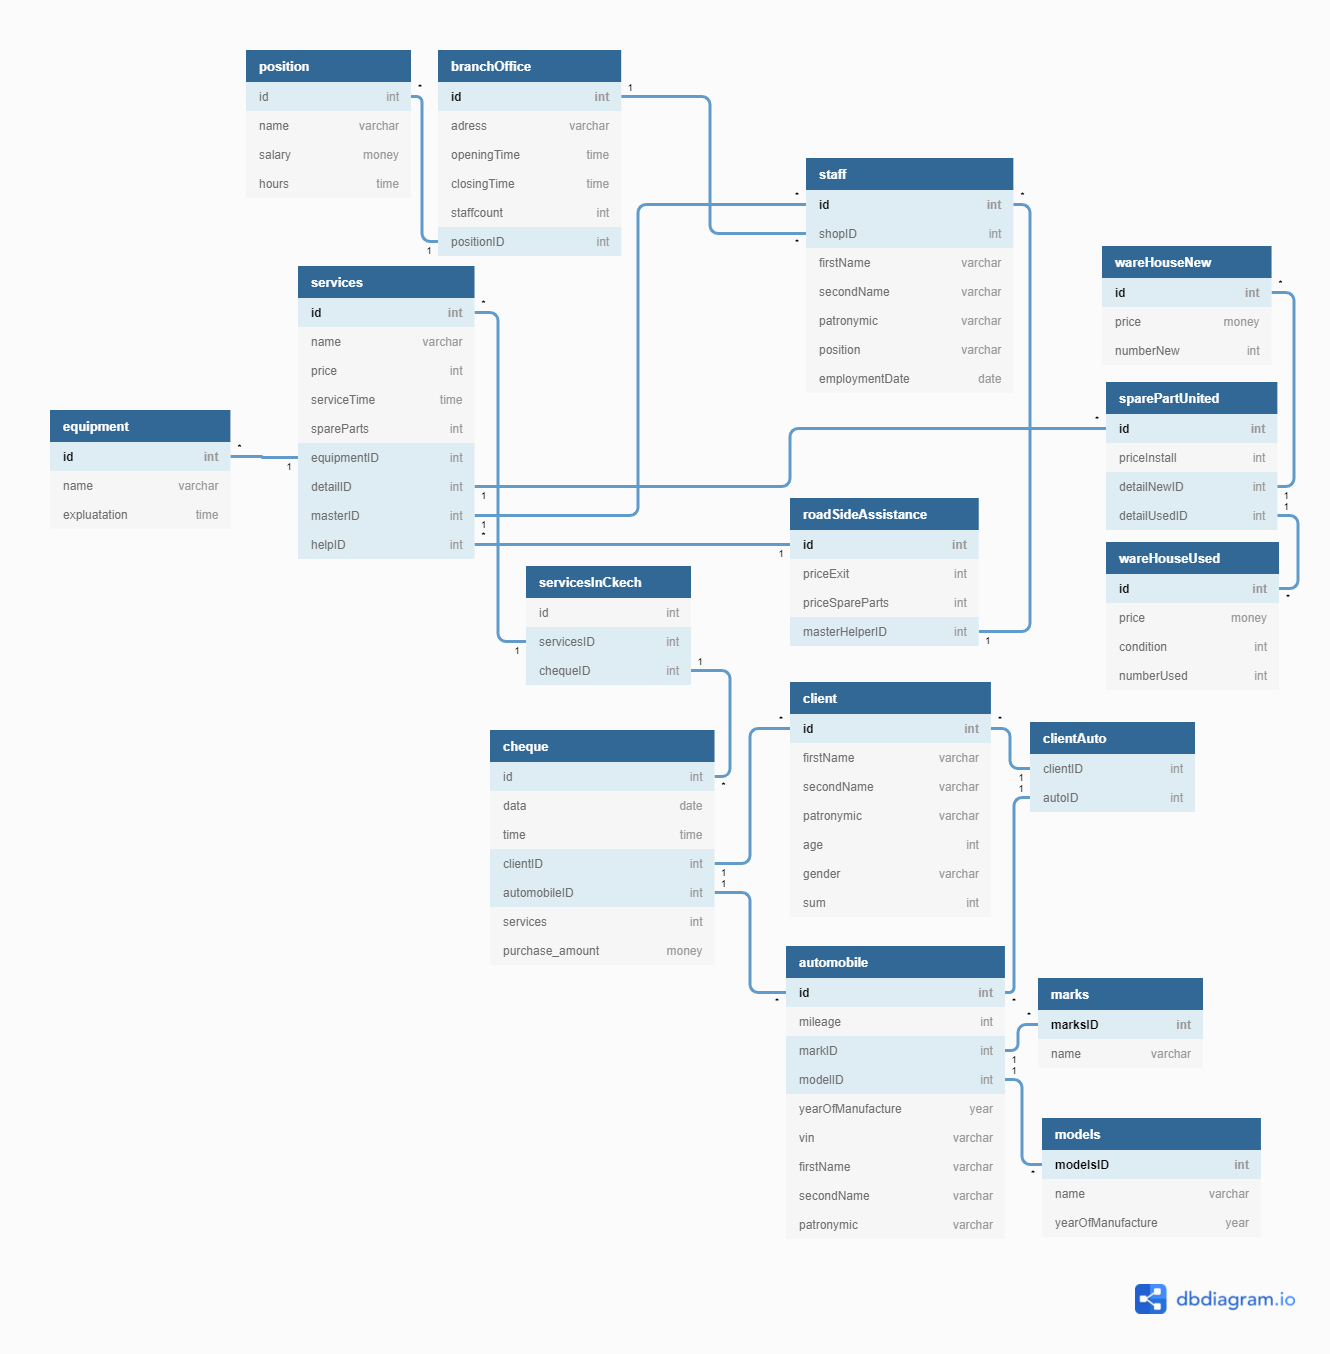 position
id int
name varchar
salary money
hours time
* 1
branchOffice
id int
adress varchar
openingTime time
closingTime time
staffcount int
positionID int
1 *
staff
id int
shopID int
firstName varchar
secondName varchar
patronymic varchar
position varchar
employmentDate date
* *
wareHouseNew
id int
price money
numberNew int
* 1
services
id int
name varchar
price int
serviceTime time
spareParts int
equipmentID int
detailID int
masterID int
helpID int
* 1
1 *
equipment
id int
name varchar
expluatation time
* 1
sparePartUnited
id int
priceInstall int
detailNewID int
detailUsedID int
* 1
roadSideAssistance
id int
priceExit int
priceSpareParts int
masterHelperID int
1 1
wareHouseUsed
id int
price money
condition int
numberUsed int
*
servicesInCkech
id int
servicesID int
chequeID int
1 1
cheque
id int
data date
time time
clientID int
automobileID int
services int
purchase_amount money
* 1 1
client
id int
firstName varchar
secondName varchar
patronymic varchar
age int
gender varchar
sum int
* *
clientAuto
clientID int
autoID int
1 1
automobile
id int
mileage int
markID int
modelID int
yearOfManufacture year
vin varchar
firstName varchar
secondName varchar
patronymic varchar
* * 1 1
marks
marksID int
name varchar
*
models
modelsID int
name varchar
yearOfManufacture year
*
dbdiagram.io